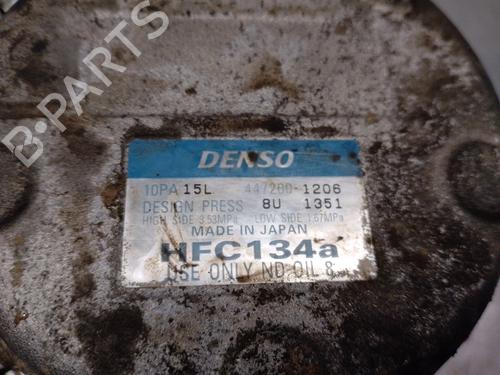 B-PARTS
DENSO
10PA 15L 447200-1206
DESIGN PRESS 8U 1351
HIGH SIDE 3.53MPa LOW SIDE 1.67MPa
MADE IN JAPAN
HFC134a
USE ONLY ND OIL 8